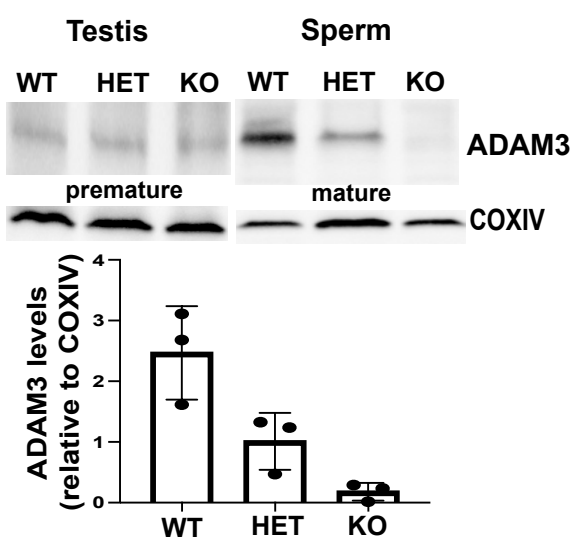 Testis Sperm
WT HET KO WT HET KO
ADAM3
premature mature
COXIV
ADAM3 levels
(relative to COXIV)
4
3
2
1
0
WT HET KO